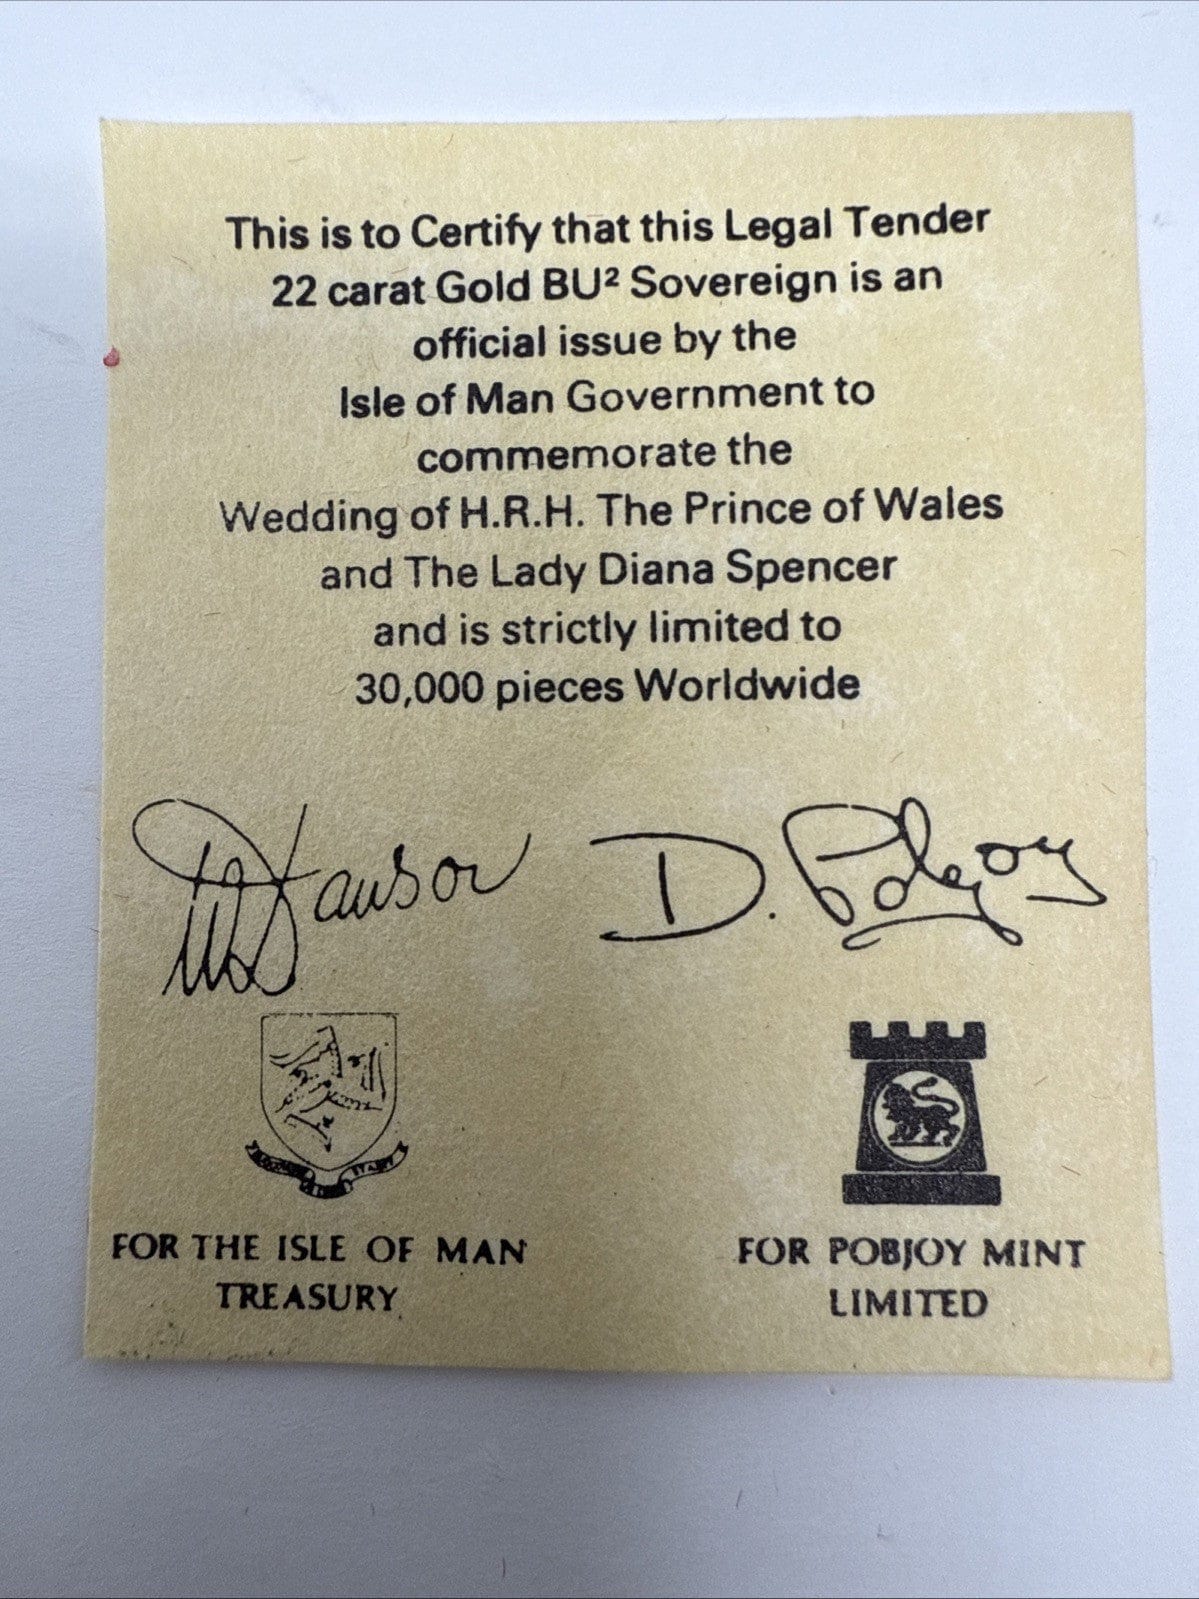 This is to Certify that this Legal Tender
22 carat Gold BU² Sovereign is an
official issue by the
Isle of Man Government to
commemorate the
Wedding of H.R.H. The Prince of Wales
and The Lady Diana Spencer
and is strictly limited to
30,000 pieces Worldwide
D. Pobjoy
FOR THE ISLE OF MAN
TREASURY
FOR POBJOY MINT
LIMITED